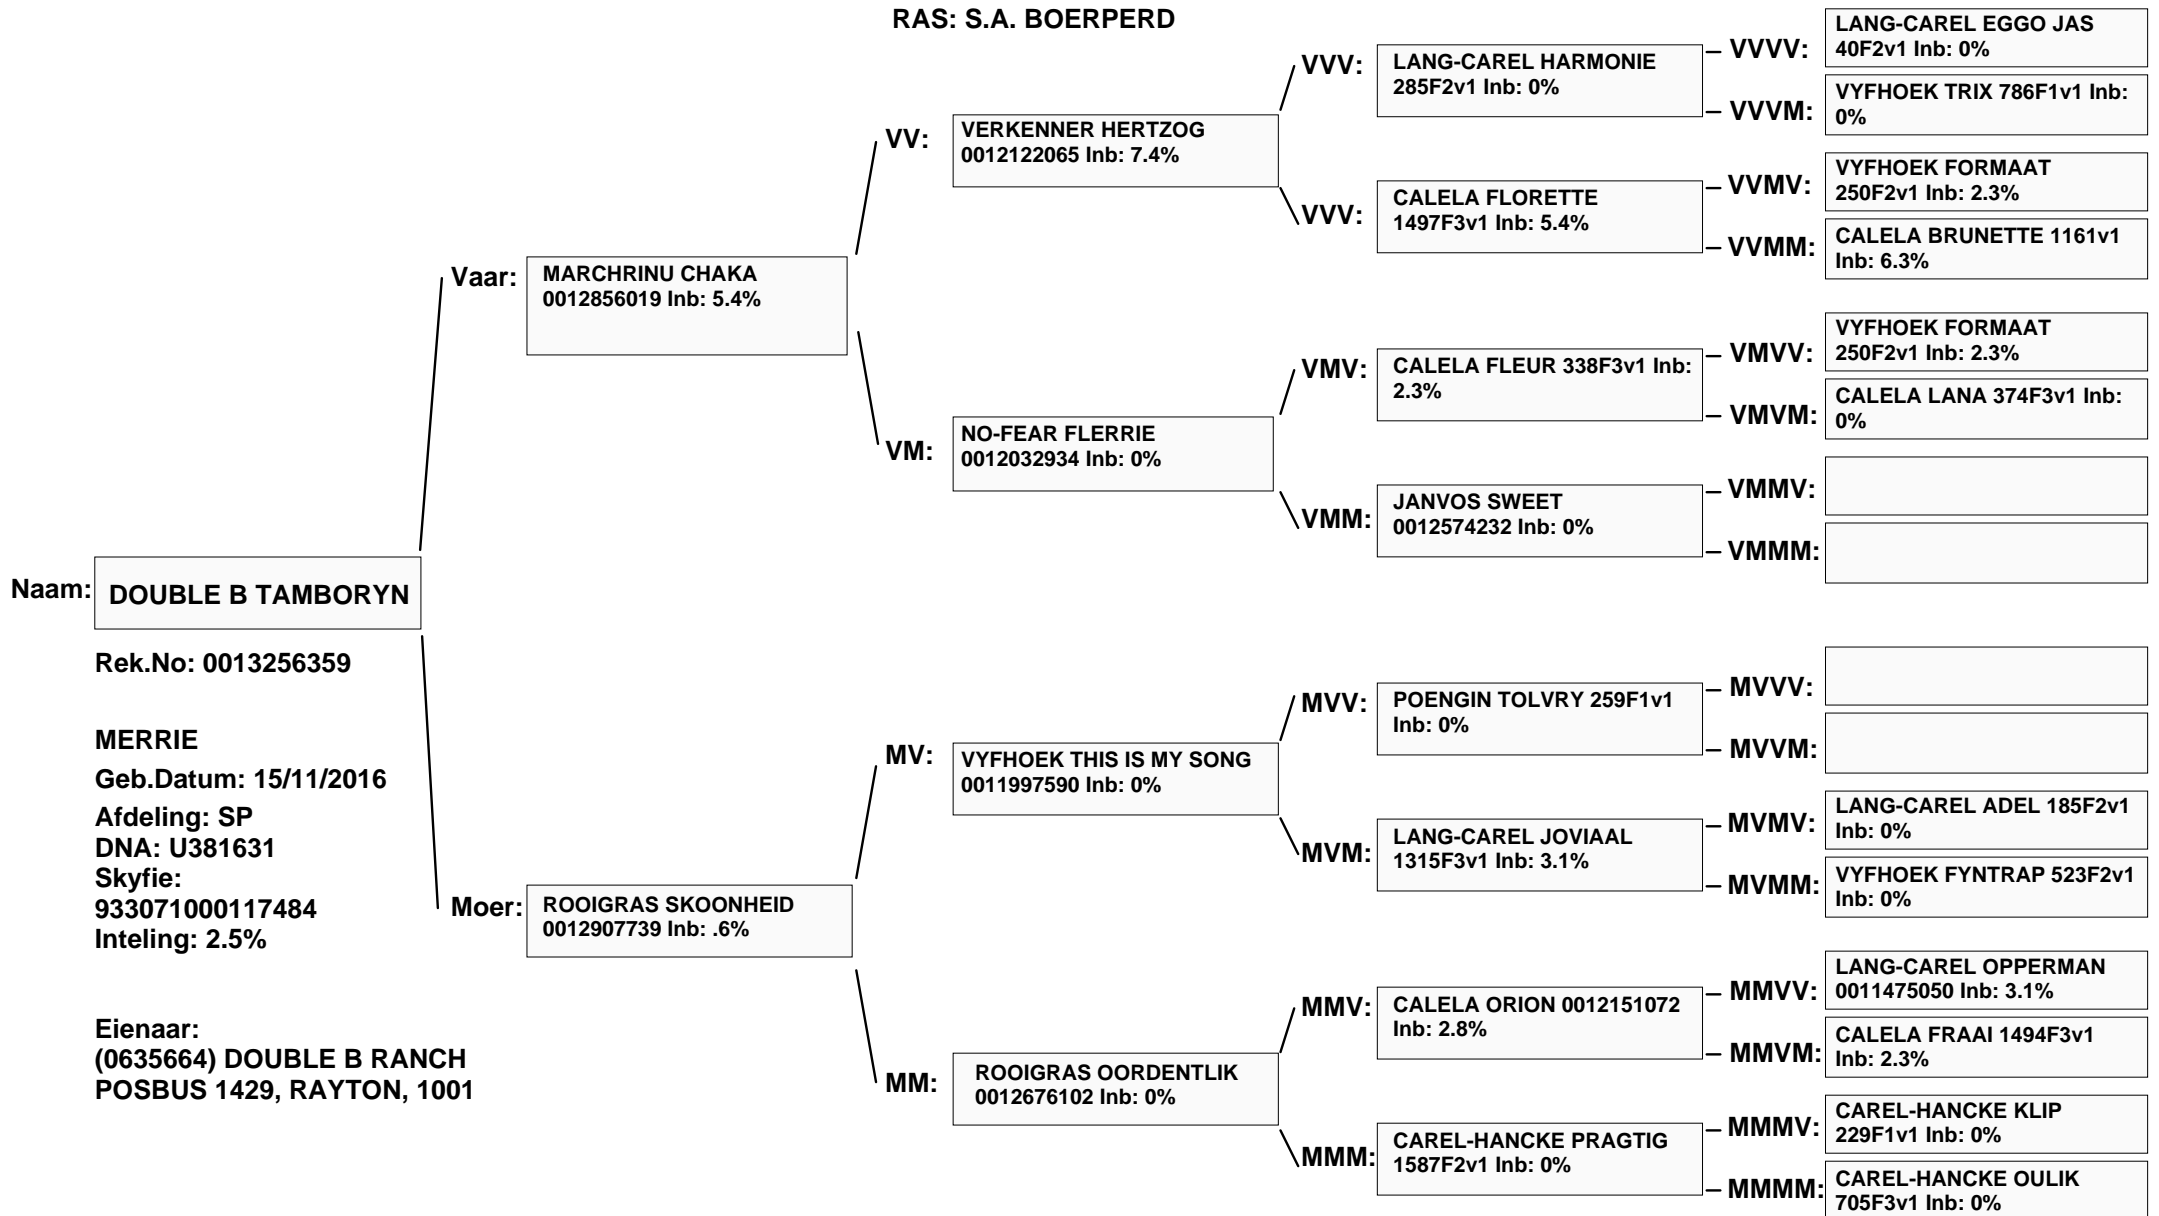 RAS: S.A. BOERPERD
Naam:
DOUBLE B TAMBORYN
Rek.No: 0013256359
MERRIE
Geb.Datum: 15/11/2016
Afdeling: SP
DNA: U381631
Skyfie:
933071000117484
Inteling: 2.5%
Eienaar:
(0635664) DOUBLE B RANCH
POSBUS 1429, RAYTON, 1001
Vaar:
MARCHRINU CHAKA
0012856019 Inb: 5.4%
Moer:
ROOIGRAS SKOONHEID
0012907739 Inb: .6%
VV:
VERKENNER HERTZOG
0012122065 Inb: 7.4%
VM:
NO-FEAR FLERRIE
0012032934 Inb: 0%
MV:
VYFHOEK THIS IS MY SONG
0011997590 Inb: 0%
MM:
ROOIGRAS OORDENTLIK
0012676102 Inb: 0%
VVV:
LANG-CAREL HARMONIE
285F2v1 Inb: 0%
VVV:
CALELA FLORETTE
1497F3v1 Inb: 5.4%
VMV:
CALELA FLEUR 338F3v1 Inb:
2.3%
VMM:
JANVOS SWEET
0012574232 Inb: 0%
MVV:
POENGIN TOLVRY 259F1v1
Inb: 0%
MVM:
LANG-CAREL JOVIAAL
1315F3v1 Inb: 3.1%
MMV:
CALELA ORION 0012151072
Inb: 2.8%
MMM:
CAREL-HANCKE PRAGTIG
1587F2v1 Inb: 0%
VVVV:
LANG-CAREL EGGO JAS
40F2v1 Inb: 0%
VVVM:
VYFHOEK TRIX 786F1v1 Inb:
0%
VVMV:
VYFHOEK FORMAAT
250F2v1 Inb: 2.3%
VVMM:
CALELA BRUNETTE 1161v1
Inb: 6.3%
VMVV:
VYFHOEK FORMAAT
250F2v1 Inb: 2.3%
VMVM:
CALELA LANA 374F3v1 Inb:
0%
VMMV:
VMMM:
MVVV:
MVVM:
MVMV:
LANG-CAREL ADEL 185F2v1
Inb: 0%
MVMM:
VYFHOEK FYNTRAP 523F2v1
Inb: 0%
MMVV:
LANG-CAREL OPPERMAN
0011475050 Inb: 3.1%
MMVM:
CALELA FRAAI 1494F3v1
Inb: 2.3%
MMMV:
CAREL-HANCKE KLIP
229F1v1 Inb: 0%
MMMM:
CAREL-HANCKE OULIK
705F3v1 Inb: 0%